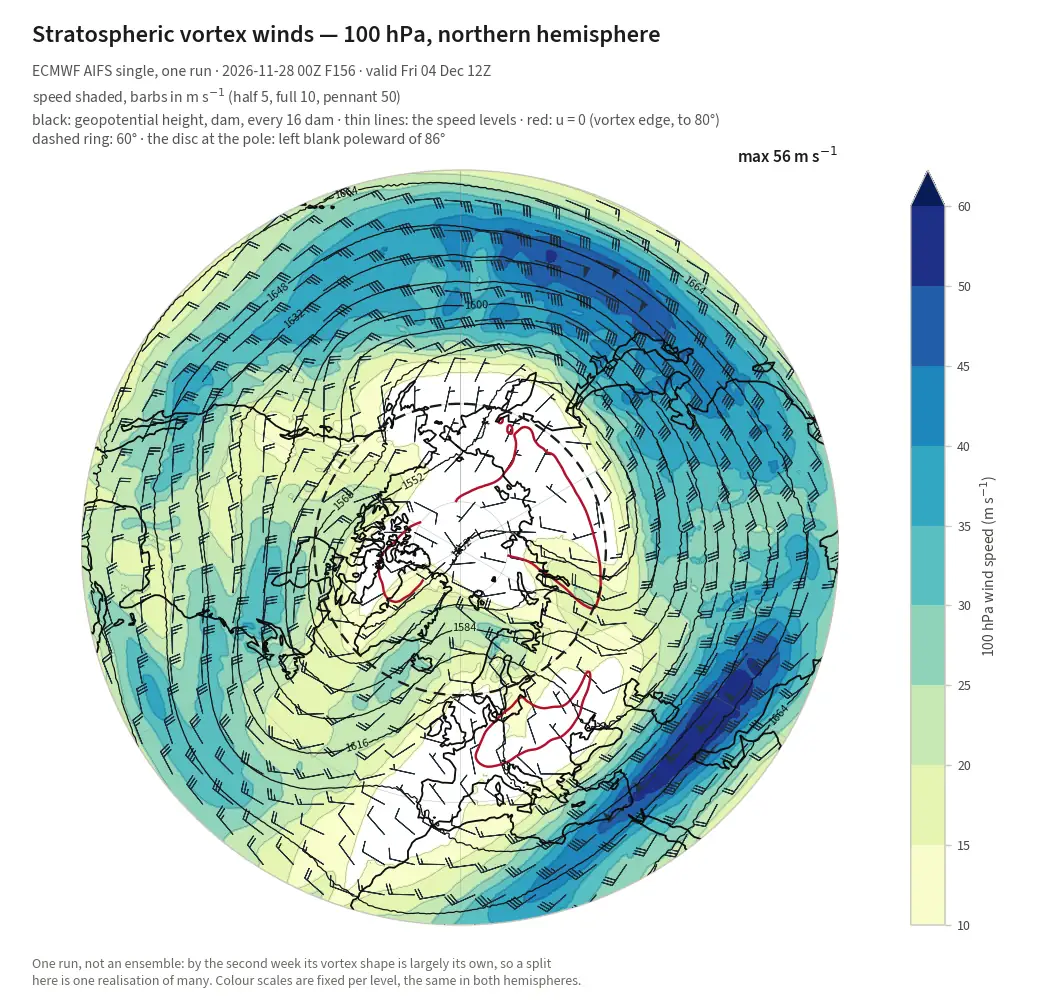 Stratospheric vortex winds — 100 hPa, northern hemisphere
ECMWF AIFS single, one run · 2026-11-28 00Z F156 · valid Fri 04 Dec 12Z
speed shaded, barbs in m s⁻¹ (half 5, full 10, pennant 50)
black: geopotential height, dam, every 16 dam · thin lines: the speed levels · red: u = 0 (vortex edge, to 80°)
dashed ring: 60° · the disc at the pole: left blank poleward of 86°
max 56 m s⁻¹
1664
1648
1632
1600
1664
1552
1568
1584
1616
1664
60
50
45
40
35
30
25
20
15
10
100 hPa wind speed (m s⁻¹)
One run, not an ensemble: by the second week its vortex shape is largely its own, so a split
here is one realisation of many. Colour scales are fixed per level, the same in both hemispheres.